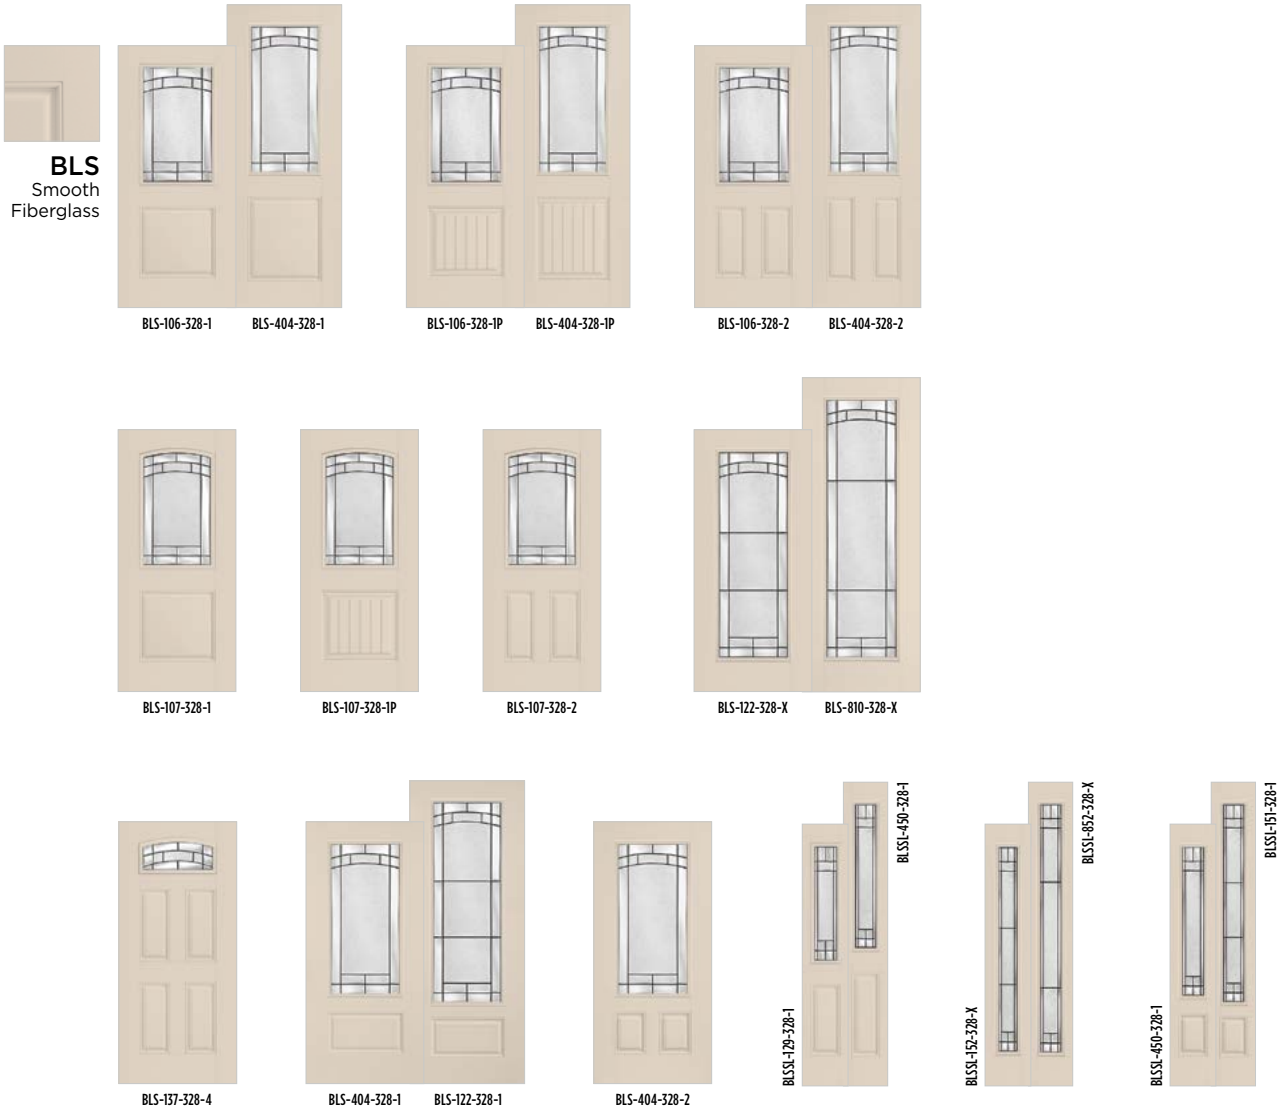 BLS
Smooth
Fiberglass
BLS-106-328-1
BLS-404-328-1
BLS-106-328-1P
BLS-404-328-1P
BLS-106-328-2
BLS-404-328-2
BLS-107-328-1
BLS-107-328-1P
BLS-107-328-2
BLS-122-328-X
BLS-810-328-X
BLS-137-328-4
BLS-404-328-1
BLS-122-328-1
BLS-404-328-2
BLSSL-129-328-1
BLSSL-450-328-1
BLSSL-152-328-X
BLSSL-852-328-X
BLSSL-450-328-1
BLSSL-151-328-1